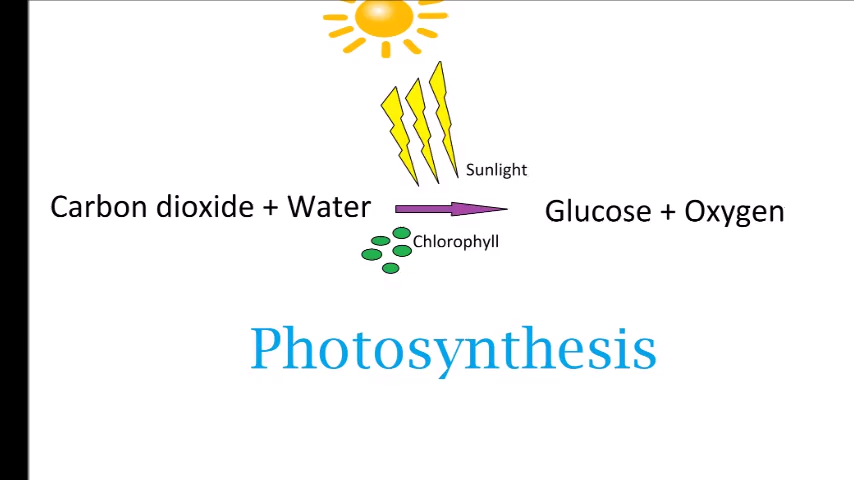 Sunlight
Carbon dioxide + Water
Glucose + Oxygen
Chlorophyll
Photosynthesis